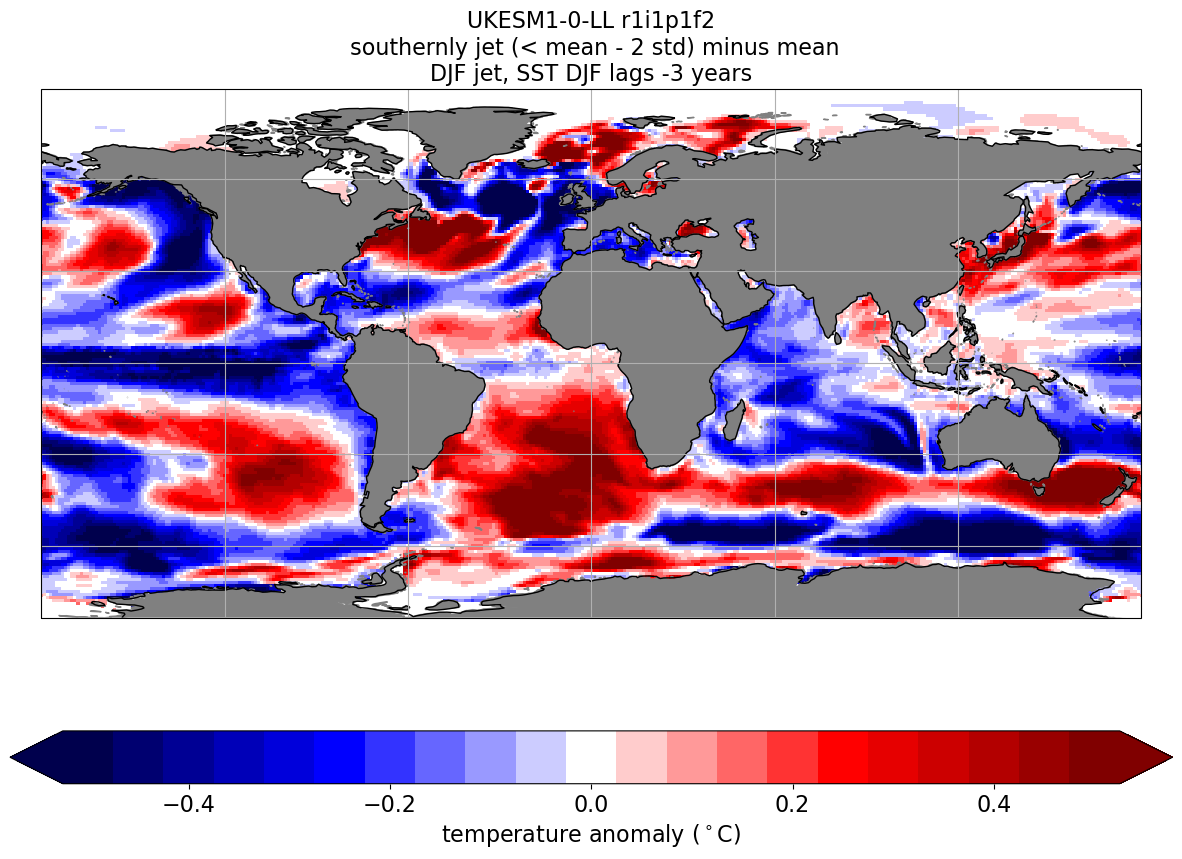 UKESM1-0-LL r1i1p1f2
southernly jet (< mean - 2 std) minus mean
DJF jet, SST DJF lags -3 years
−0.4 −0.2 0.0 0.2 0.4
temperature anomaly (°C)